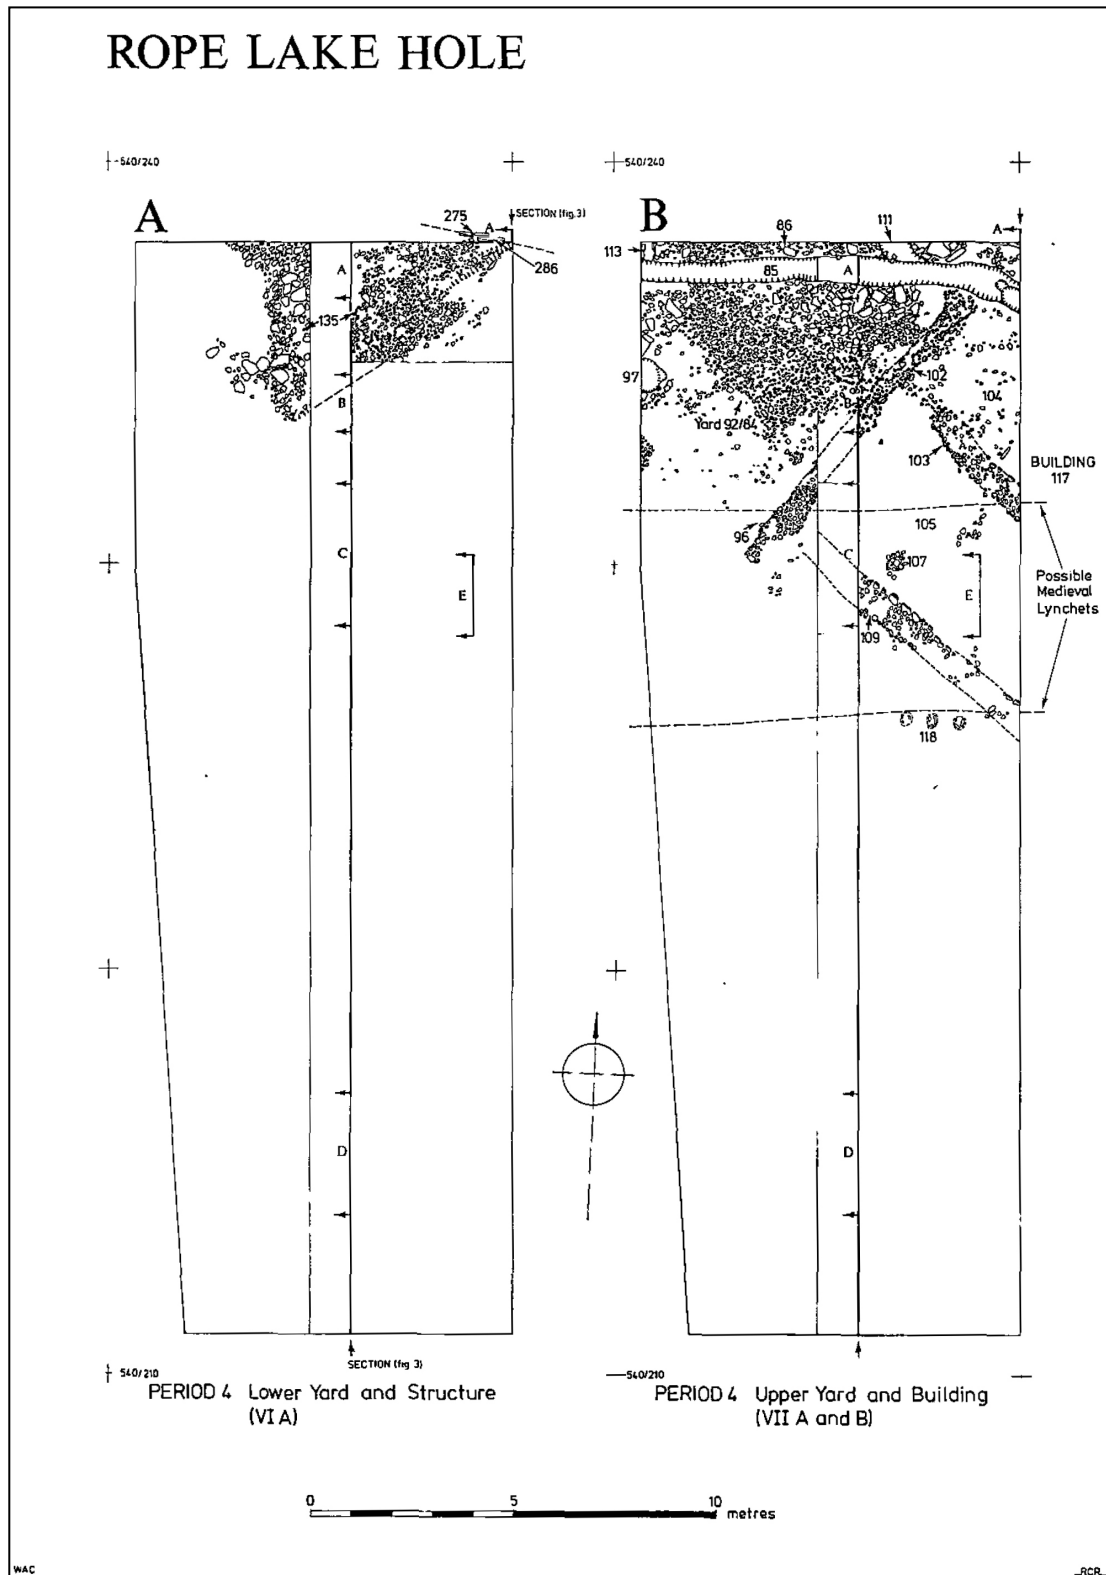 ROPE LAKE HOLE
540/240
540/240
A
275
A
SECTION (fig.3)
286
B
86
111
A
113
85
A
A
135
B
97
Yard 92/84
B
102
104
103
BUILDING
117
96
105
C
E
C
107
E
109
Possible
Medieval
Lynchets
118
D
D
SECTION (fig 3)
540/210
540/210
PERIOD 4 Lower Yard and Structure
(VI A)
PERIOD 4 Upper Yard and Building
(VII A and B)
0 5 10
metres
WAC
RCR